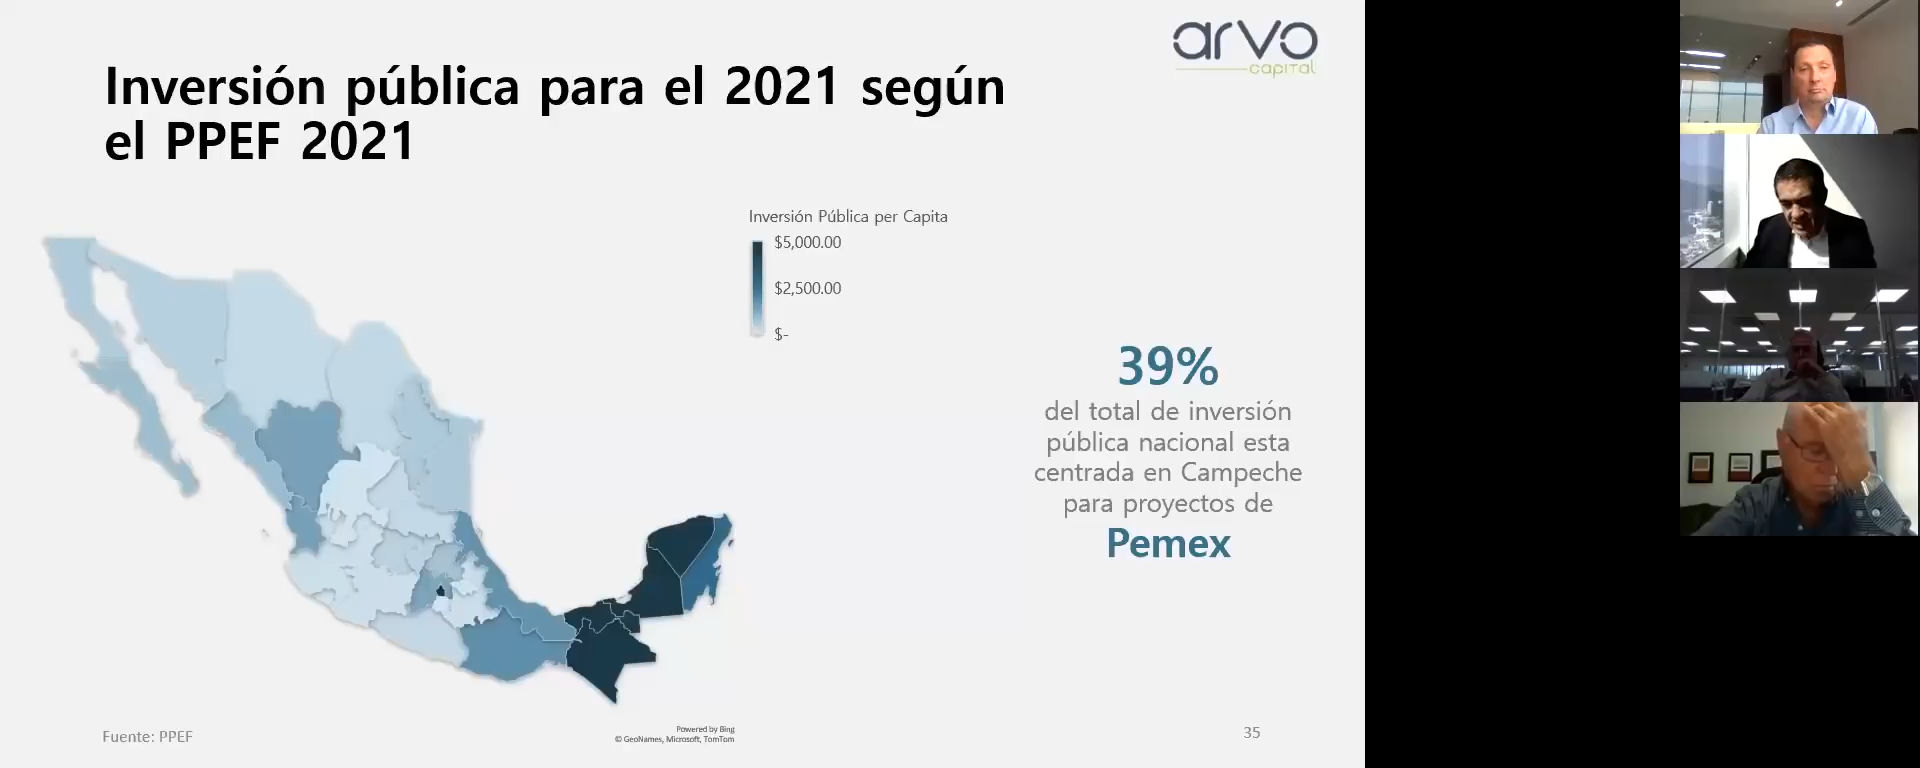 arvo
capital
Inversión pública para el 2021 según
el PPEF 2021
Inversión Pública per Capita
$5,000.00
$2,500.00
$-
39%
del total de inversión
pública nacional esta
centrada en Campeche
para proyectos de
Pemex
Powered by Bing
© GeoNames, Microsoft, TomTom
Fuente: PPEF
35